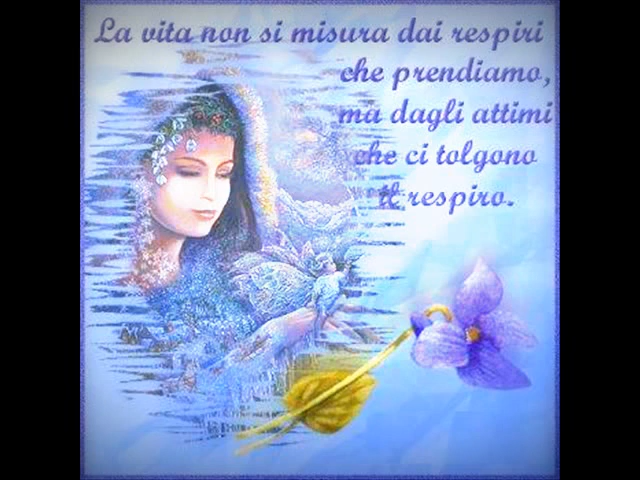 La vita non si misura dai respiri
che prendiamo,
ma dagli attimi
che ci tolgono
il respiro.